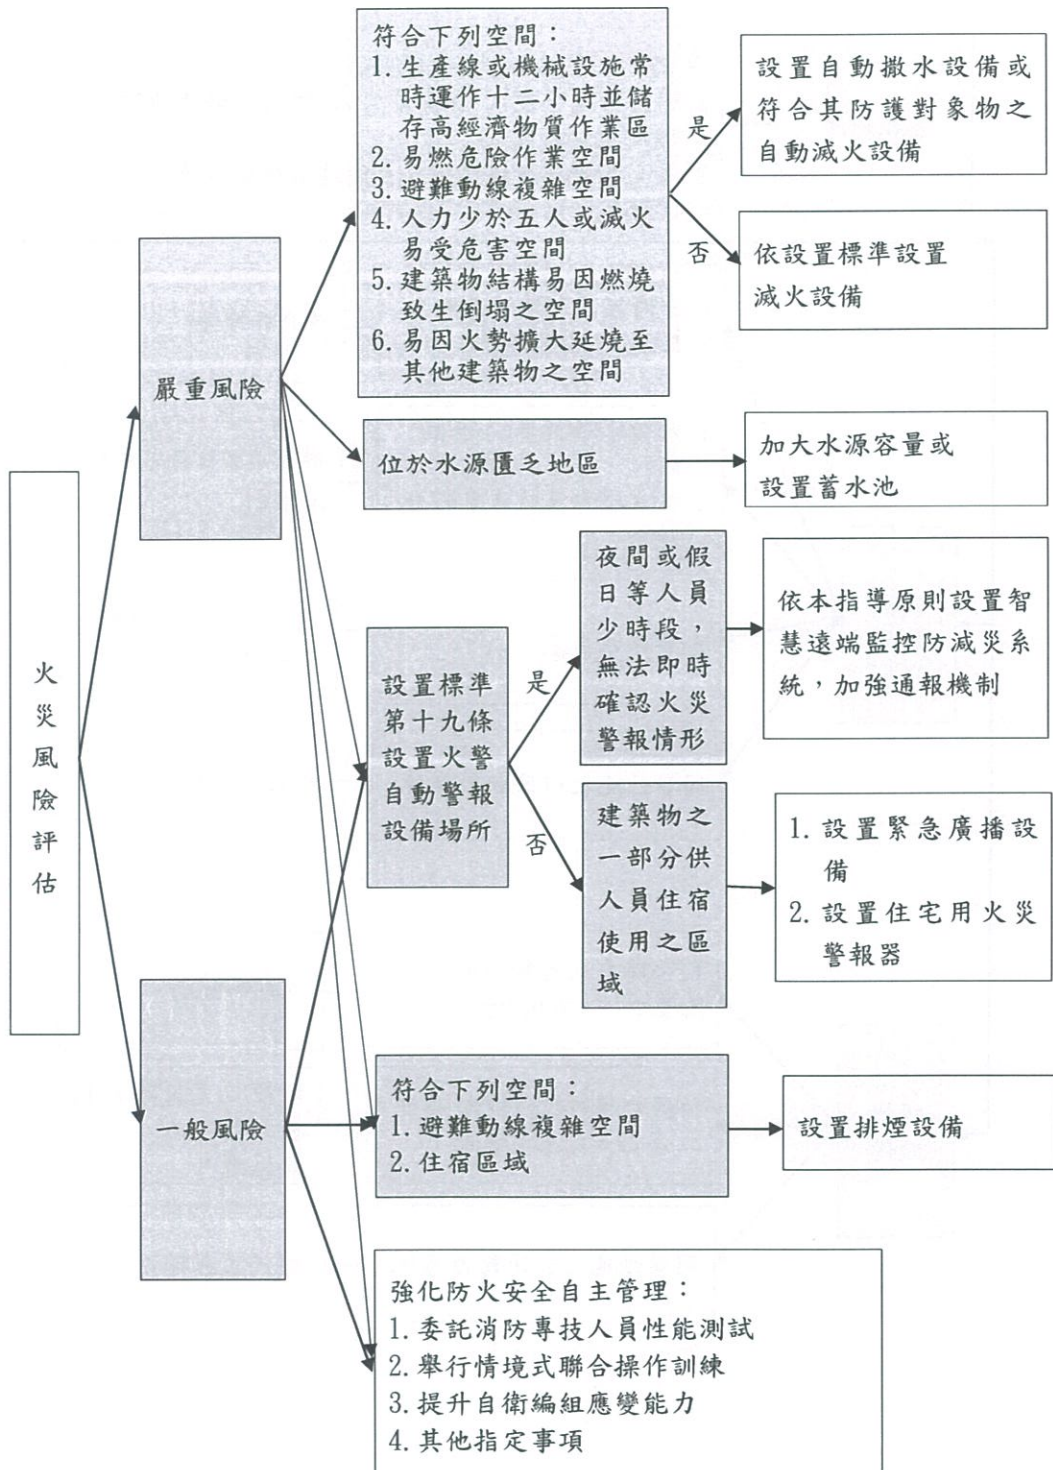 火
災
風
險
評
估
嚴重風險
符合下列空間：
1. 生產線或機械設施常
時運作十二小時並儲
存高經濟物質作業區
2. 易燃危險作業空間
3. 避難動線複雜空間
4. 人力少於五人或滅火
易受危害空間
5. 建築物結構易因燃燒
致生倒塌之空間
6. 易因火勢擴大延燒至
其他建築物之空間
是
設置自動撒水設備或
符合其防護對象物之
自動滅火設備
否
依設置標準設置
滅火設備
位於水源匱乏地區
加大水源容量或
設置蓄水池
設置標準
第十九條
設置火警
自動警報
設備場所
是
夜間或假
日等人員
少時段，
無法即時
確認火災
警報情形
依本指導原則設置智
慧遠端監控防減災系
統，加強通報機制
否
建築物之
一部分供
人員住宿
使用之區
域
1. 設置緊急廣播設
備
2. 設置住宅用火災
警報器
一般風險
符合下列空間：
1. 避難動線複雜空間
2. 住宿區域
設置排煙設備
強化防火安全自主管理：
1. 委託消防專技人員性能測試
2. 舉行情境式聯合操作訓練
3. 提升自衛編組應變能力
4. 其他指定事項